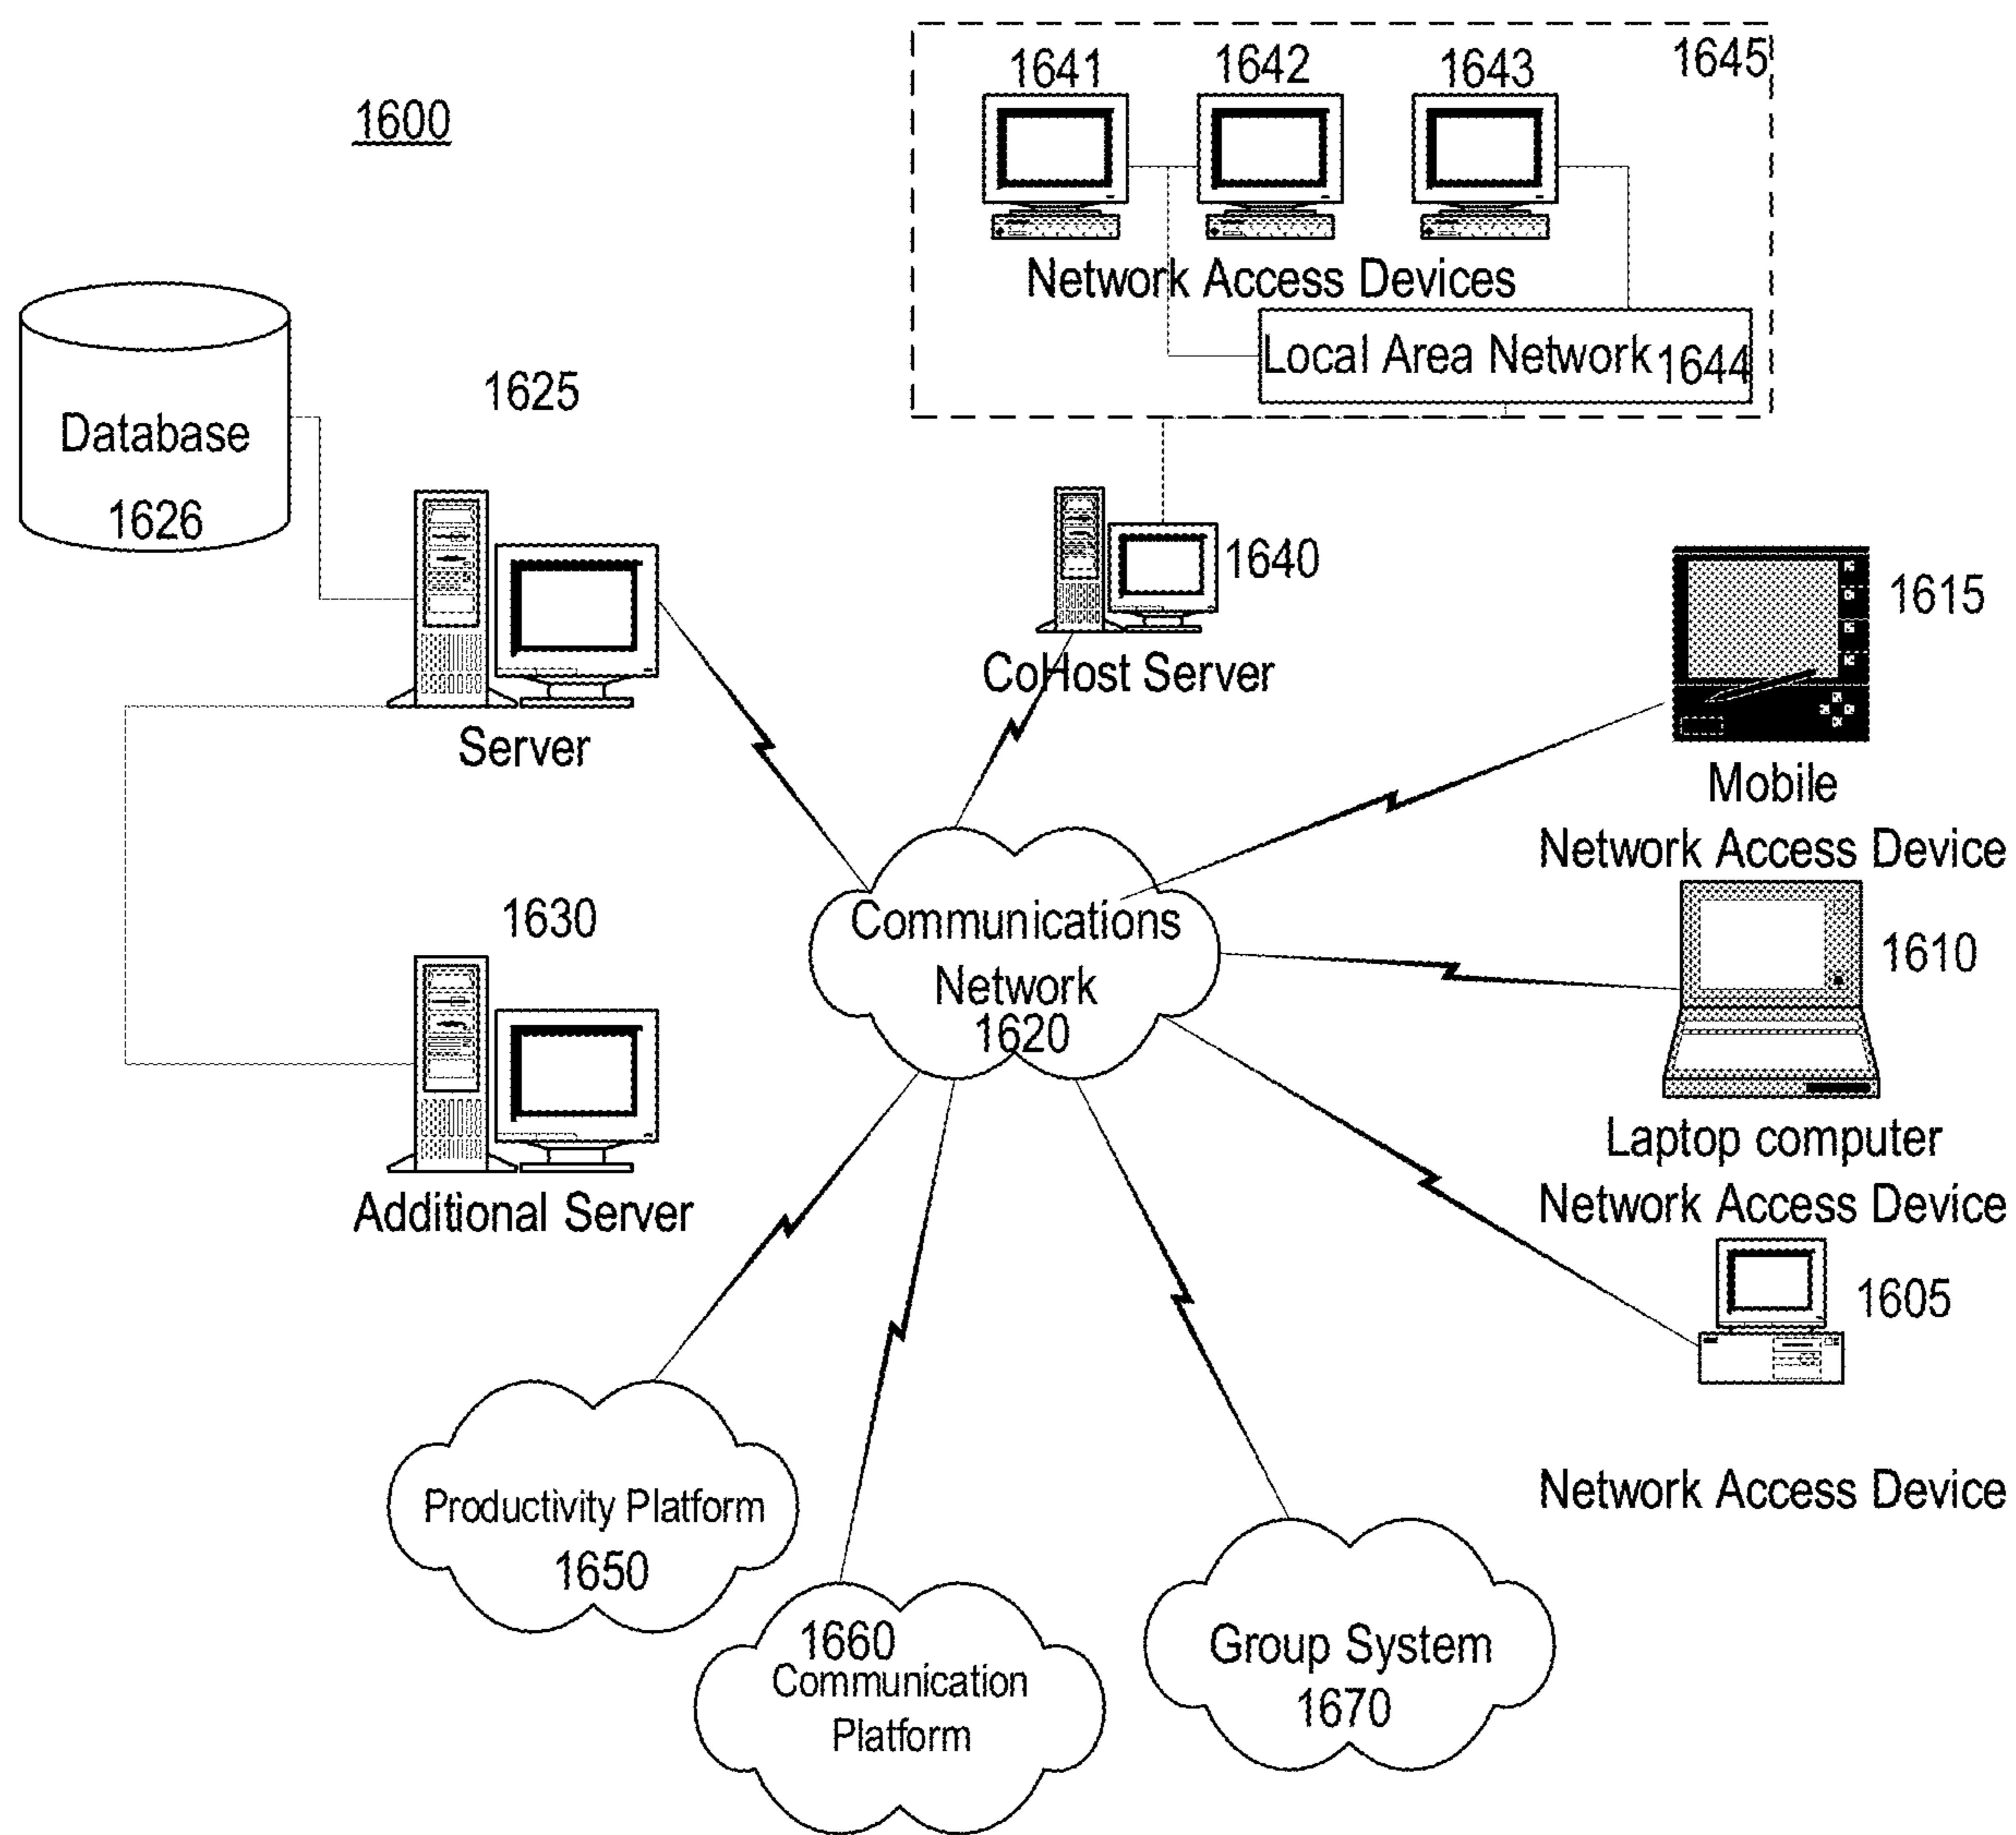 1600
1641
1642
1643
1645
Network Access Devices
Local Area Network 1644
Database
1626
1625
Server
1640
CoHost Server
1615
Mobile
Network Access Device
1630
Additional Server
Communications
Network
1620
1610
Laptop computer
Network Access Device
1605
Network Access Device
Productivity Platform
1650
1660
Communication
Platform
Group System
1670